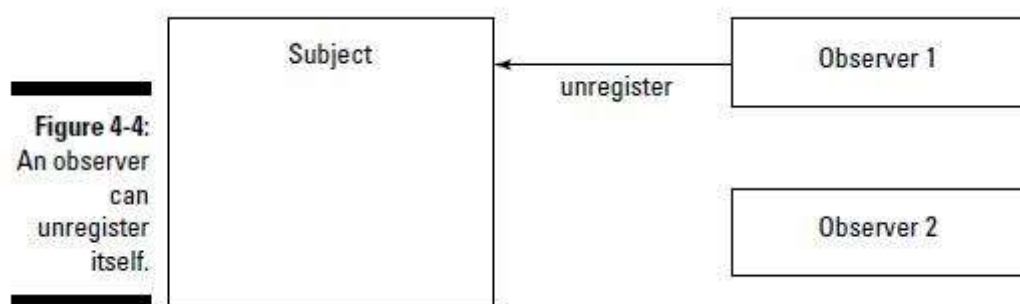 Subject
Observer 1
unregister
Figure 4-4:
An observer
can
unregister
itself.
Observer 2